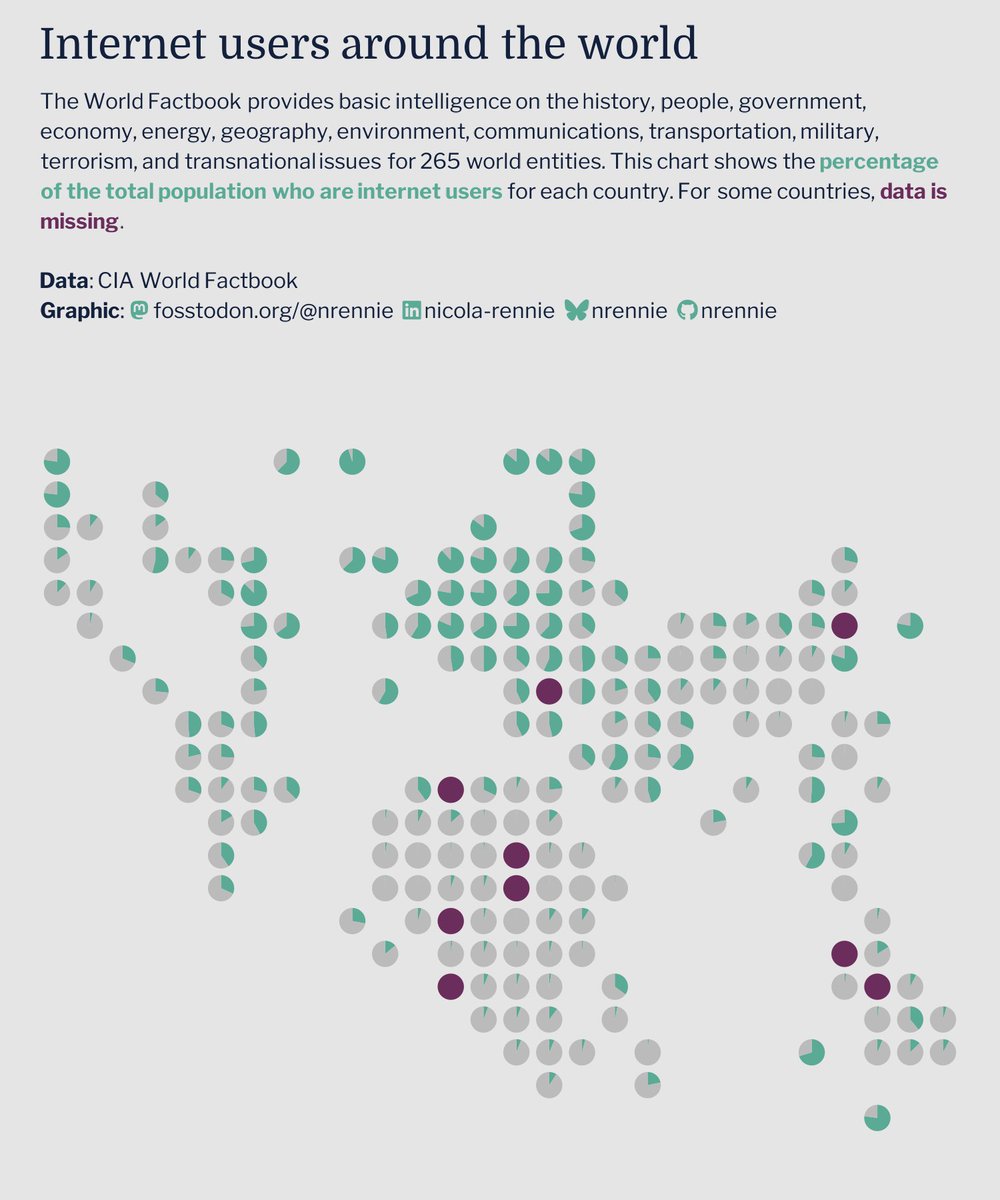 Internet users around the world
The World Factbook provides basic intelligence on the history, people, government,
economy, energy, geography, environment, communications, transportation, military,
terrorism, and transnational issues for 265 world entities. This chart shows the percentage
of the total population who are internet users for each country. For some countries, data is
missing.
Data: CIA World Factbook
Graphic: fosstodon.org/@nrennie nicola-rennie nrennie nrennie